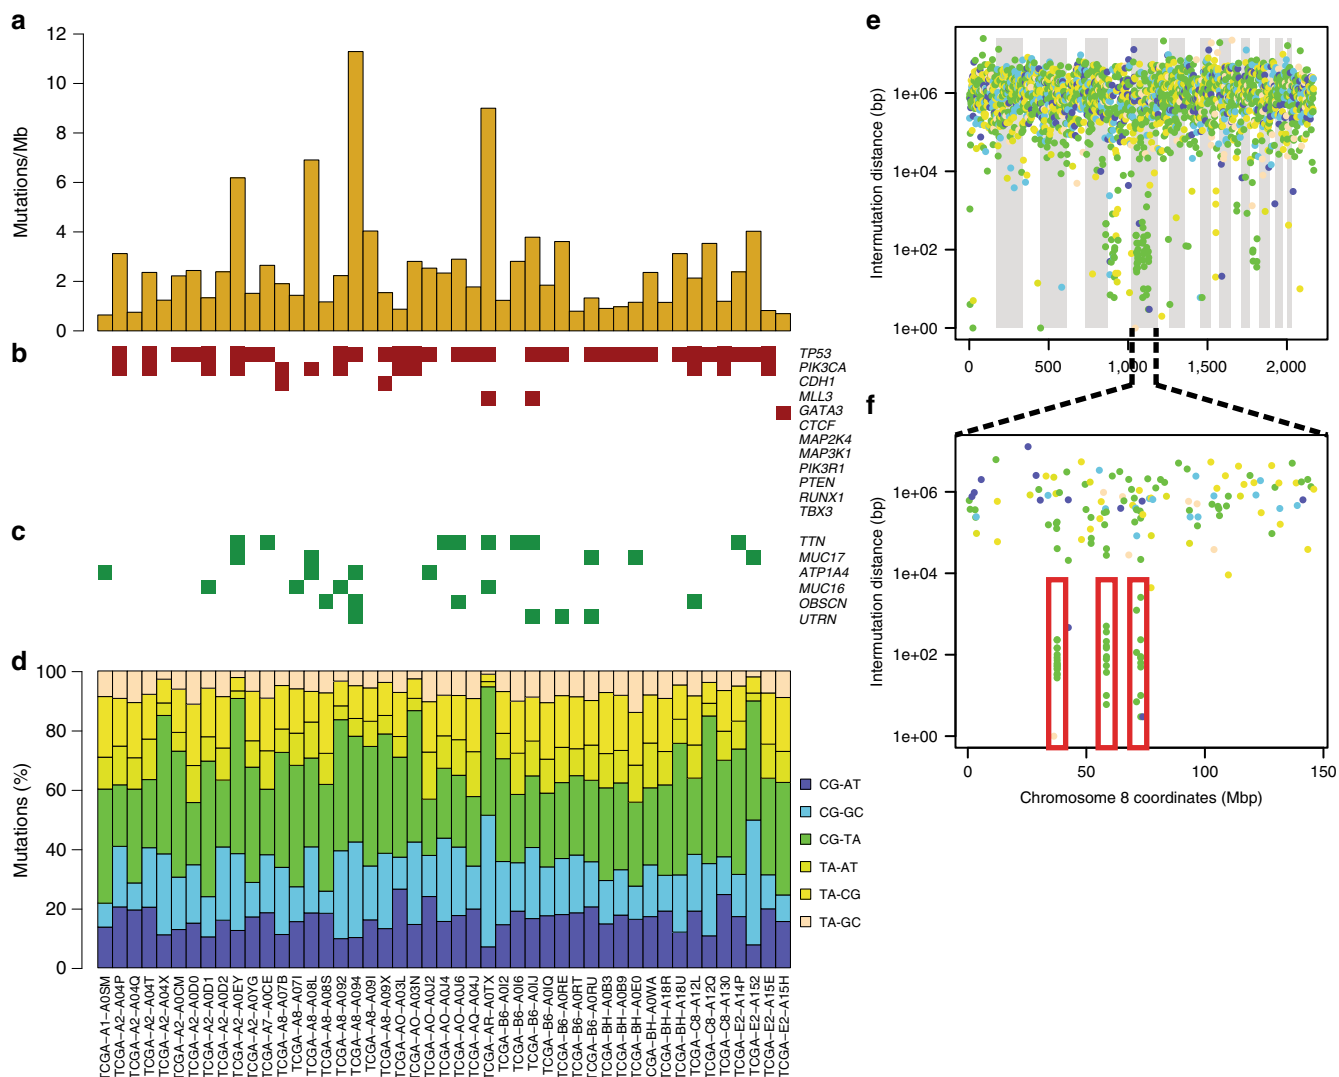 a
12
10
8
6
4
2
0
Mutations/Mb
b
TP53
PIK3CA
CDH1
MLL3
GATA3
CTCF
MAP2K4
MAP3K1
PIK3R1
PTEN
RUNX1
TBX3
c
TTN
MUC17
ATP1A4
MUC16
OBSCN
UTRN
d
100
80
60
40
20
0
Mutations (%)
CG-AT
CG-GC
CG-TA
TA-AT
TA-CG
TA-GC
TCGA-A1-A0SM
TCGA-A2-A04P
TCGA-A2-A04Q
TCGA-A2-A04T
TCGA-A2-A04X
TCGA-A2-A0CM
TCGA-A2-A0D0
TCGA-A2-A0D1
TCGA-A2-A0D2
TCGA-A2-A0EY
TCGA-A2-A0YG
TCGA-A7-A0CE
TCGA-A8-A07B
TCGA-A8-A07I
TCGA-A8-A08L
TCGA-A8-A08S
TCGA-A8-A092
TCGA-A8-A094
TCGA-A8-A09I
TCGA-A8-A09X
TCGA-AO-A03L
TCGA-AO-A03N
TCGA-AO-A0J2
TCGA-AO-A0J4
TCGA-AO-A0J6
TCGA-AQ-A04J
TCGA-AR-A0TX
TCGA-B6-A0I2
TCGA-B6-A0I6
TCGA-B6-A0IJ
TCGA-B6-A0IQ
TCGA-B6-A0RE
TCGA-B6-A0RT
TCGA-B6-A0RU
TCGA-BH-A0B3
TCGA-BH-A0B9
TCGA-BH-A0E0
CGA-BH-A0WA
TCGA-BH-A18R
TCGA-BH-A18U
TCGA-C8-A12L
TCGA-C8-A12Q
TCGA-C8-A130
TCGA-E2-A14P
TCGA-E2-A152
TCGA-E2-A15E
TCGA-E2-A15H
e
1e+06
1e+04
1e+02
1e+00
Intermutation distance (bp)
0 500 1,000 1,500 2,000
f
1e+06
1e+04
1e+02
1e+00
Intermutation distance (bp)
0 50 100 150
Chromosome 8 coordinates (Mbp)